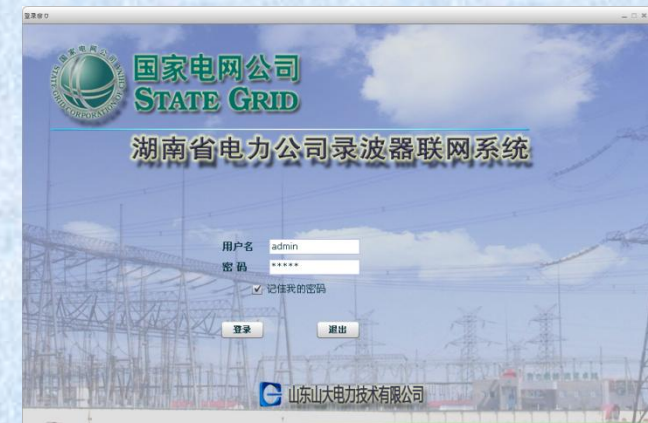 国家电网公司
STATE GRID
湖南省电力公司录波器联网系统
用户名 admin
密码 *****
记住我的密码
登录 退出
山东山大电力技术有限公司